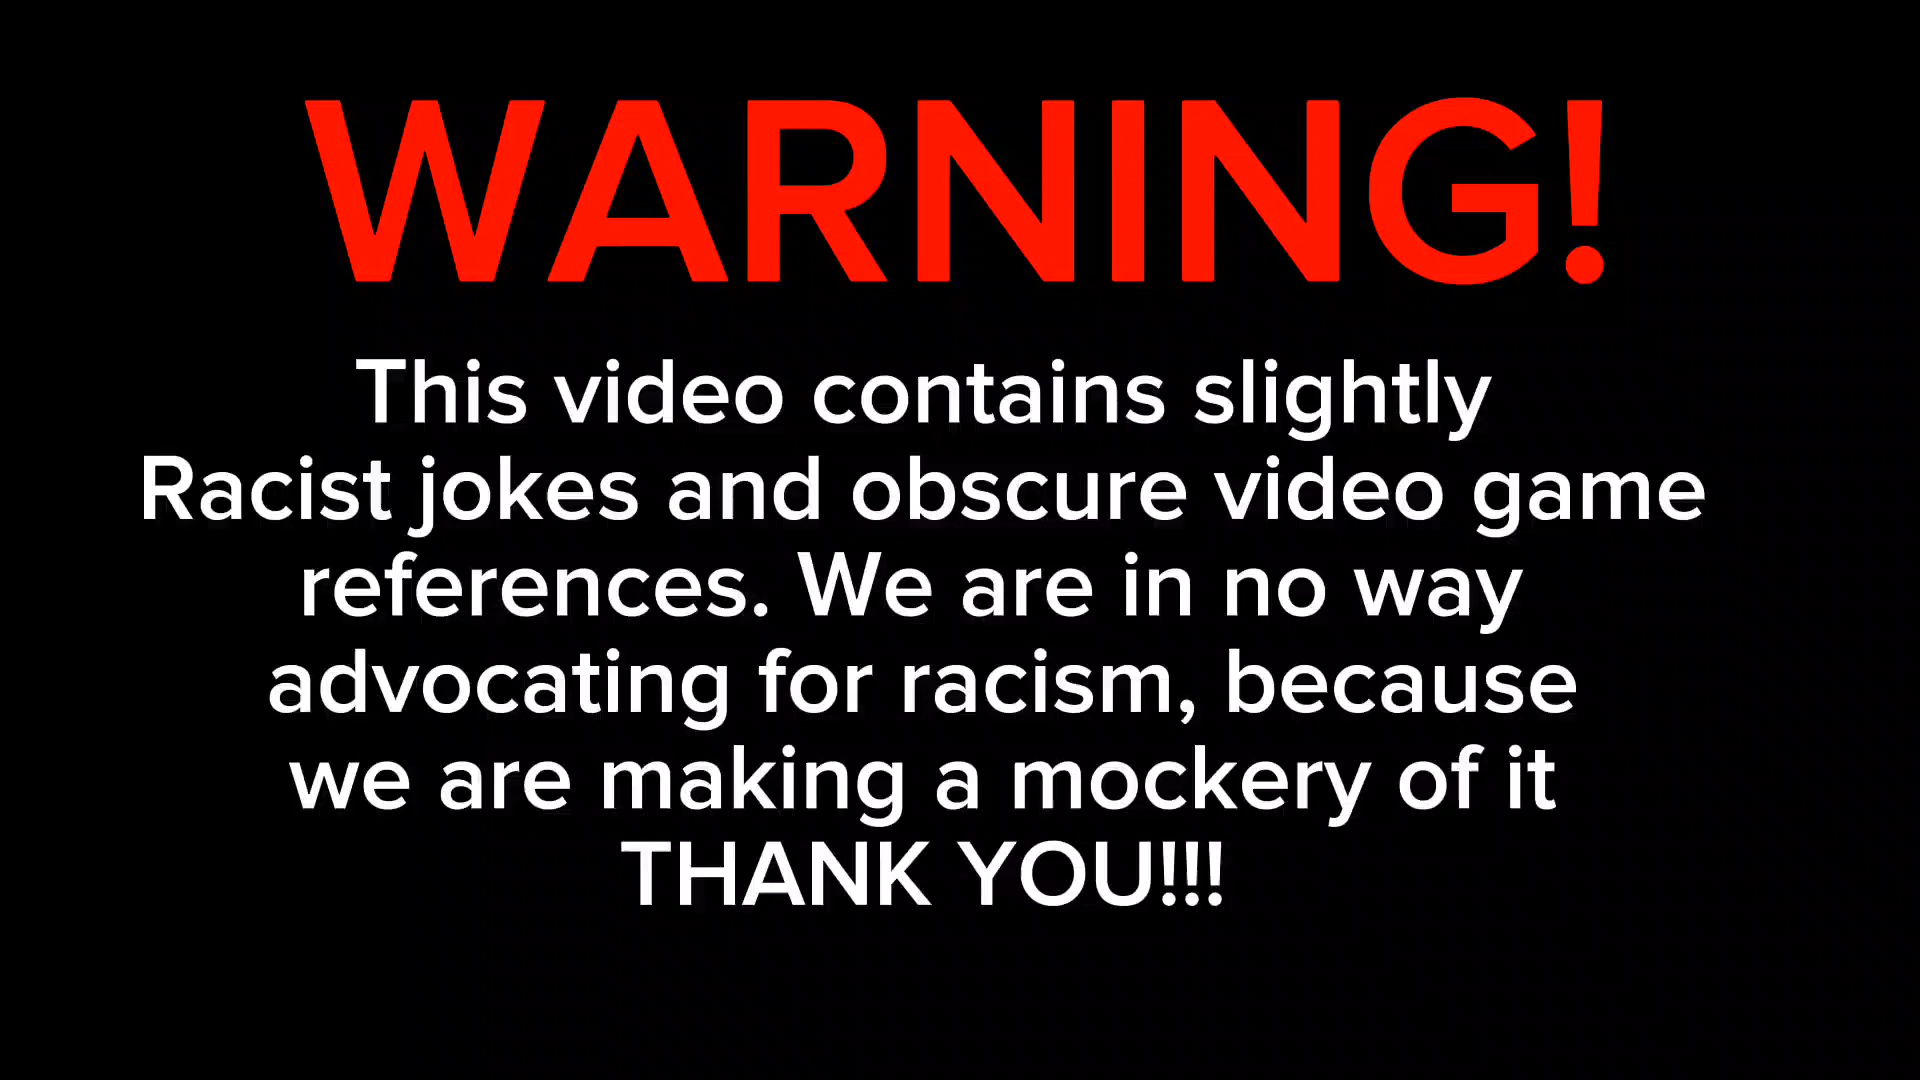 WARNING!
This video contains slightly
Racist jokes and obscure video game
references. We are in no way
advocating for racism, because
we are making a mockery of it
THANK YOU!!!